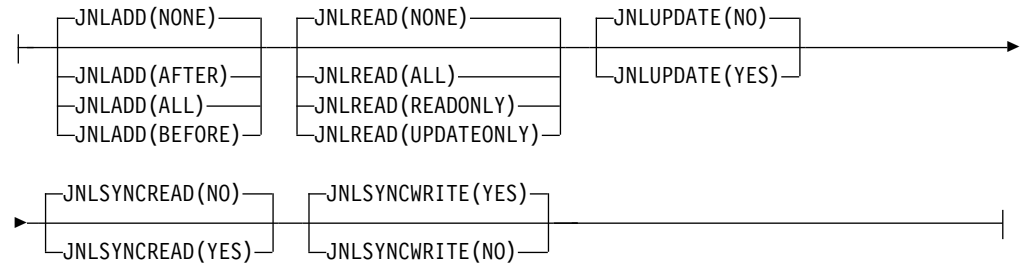 JNLADD(NONE) JNLREAD(NONE) JNLUPDATE(NO)
JNLADD(AFTER) JNLREAD(ALL) JNLUPDATE(YES)
JNLADD(ALL) JNLREAD(READONLY)
JNLADD(BEFORE) JNLREAD(UPDATEONLY)
JNLSYNCREAD(NO) JNLSYNCWRITE(YES)
JNLSYNCREAD(YES) JNLSYNCWRITE(NO)